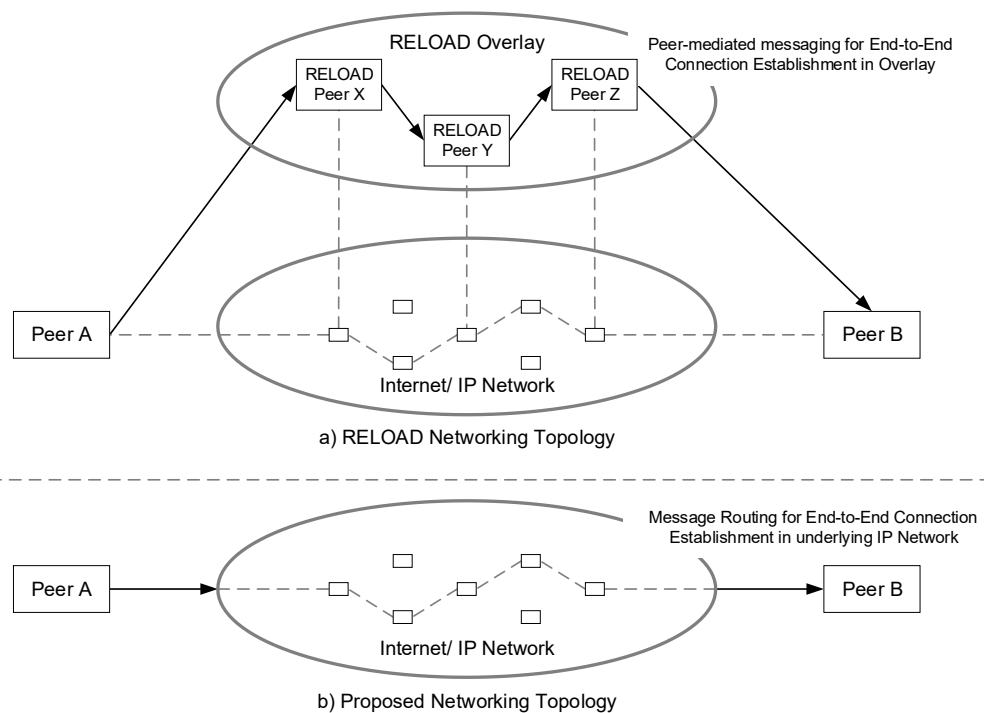 RELOAD Overlay
Peer-mediated messaging for End-to-End
Connection Establishment in Overlay
RELOAD
Peer X
RELOAD
Peer Z
RELOAD
Peer Y
Peer A
Peer B
Internet/ IP Network
a) RELOAD Networking Topology
Message Routing for End-to-End Connection
Establishment in underlying IP Network
Peer A
Peer B
Internet/ IP Network
b) Proposed Networking Topology